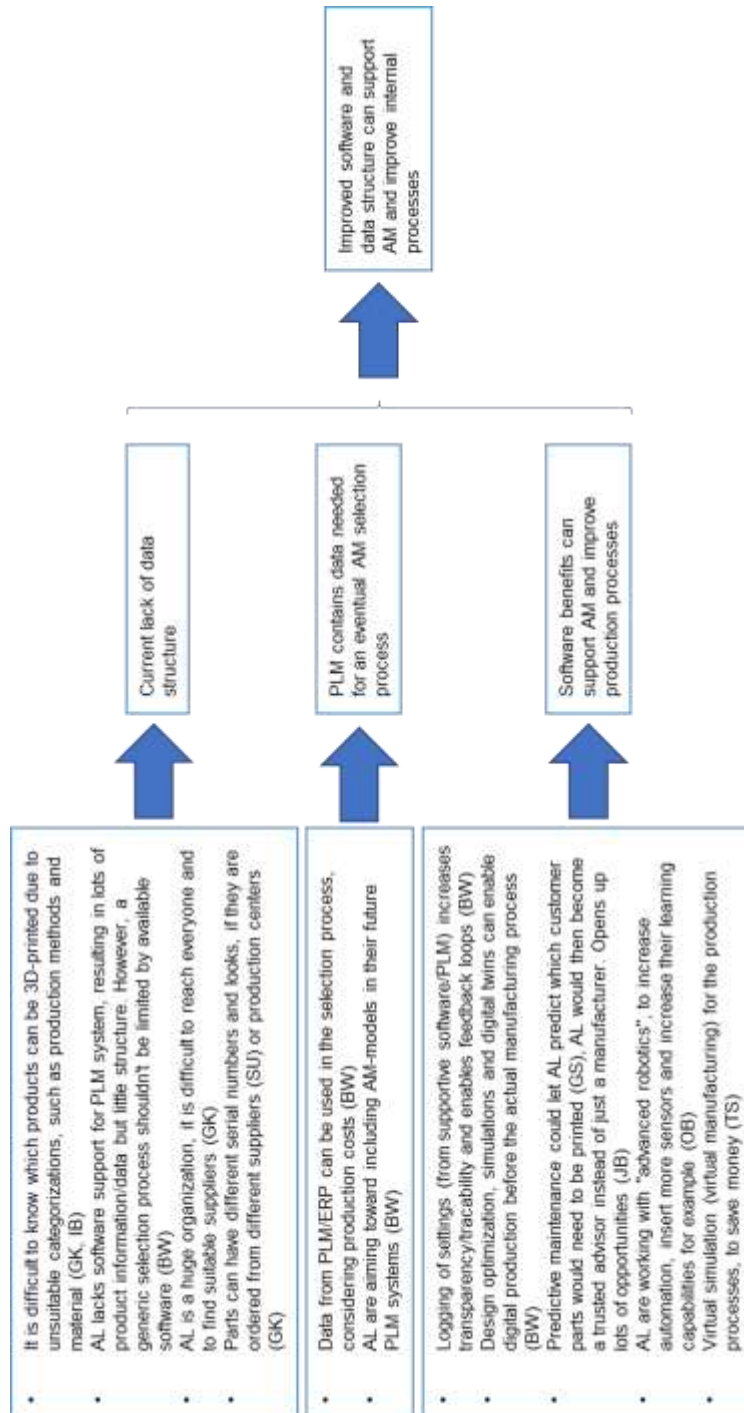 • It is difficult to know which products can be 3D-printed due to
unsuitable categorizations, such as production methods and
material (GK, IB)
• AL lacks software support for PLM system, resulting in lots of
product information/data but little structure. However, a
generic selection process shouldn't be limited by available
software (BW)
• AL is a huge organization, it is difficult to reach everyone and
to find suitable suppliers (GK)
• Parts can have different serial numbers and looks, if they are
ordered from different suppliers (SU) or production centers
(GK)
Current lack of data
structure
• Data from PLM/ERP can be used in the selection process,
considering production costs (BW)
• AL are aiming toward including AM-models in their future
PLM systems (BW)
PLM contains data needed
for an eventual AM selection
process
• Logging of settings (from supportive software/PLM) increases
transparency/tracability and enables feedback loops (BW)
• Design optimization, simulations and digital twins can enable
digital production before the actual manufacturing process
(BW)
• Predictive maintenance could let AL predict which customer
parts would need to be printed (GS), AL would then become
a trusted advisor instead of just a manufacturer. Opens up
lots of opportunities (JB)
• AL are working with "advanced robotics", to increase
automation, insert more sensors and increase their learning
capabilities for example (OB)
• Virtual simulation (virtual manufacturing) for the production
processes, to save money (TS)
Software benefits can
support AM and improve
production processes
Improved software and
data structure can support
AM and improve internal
processes